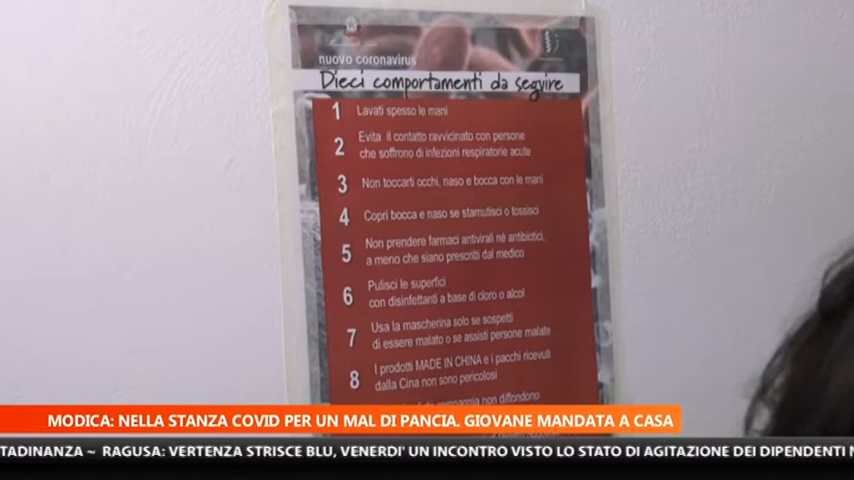 nuovo coronavirus
Dieci comportamenti da seguire
1 Lavati spesso le mani
2 Evita il contatto ravvicinato con persone
che soffrono di infezioni respiratorie acute
3 Non toccarti occhi, naso e bocca con le mani
4 Copri bocca e naso se starnutisci o tossisci
5 Non prendere farmaci antivirali né antibiotici,
a meno che siano prescritti dal medico
6 Pulisci le superfici
con disinfettanti a base di cloro o alcol
7 Usa la mascherina solo se sospetti
di essere malato o se assisti persone malate
8 I prodotti MADE IN CHINA e i pacchi ricevuti
dalla Cina non sono pericolosi
non diffondono
MODICA: NELLA STANZA COVID PER UN MAL DI PANCIA. GIOVANE MANDATA A CASA
TADINANZA ~ RAGUSA: VERTENZA STRISCE BLU, VENERDI' UN INCONTRO VISTO LO STATO DI AGITAZIONE DEI DIPENDENTI